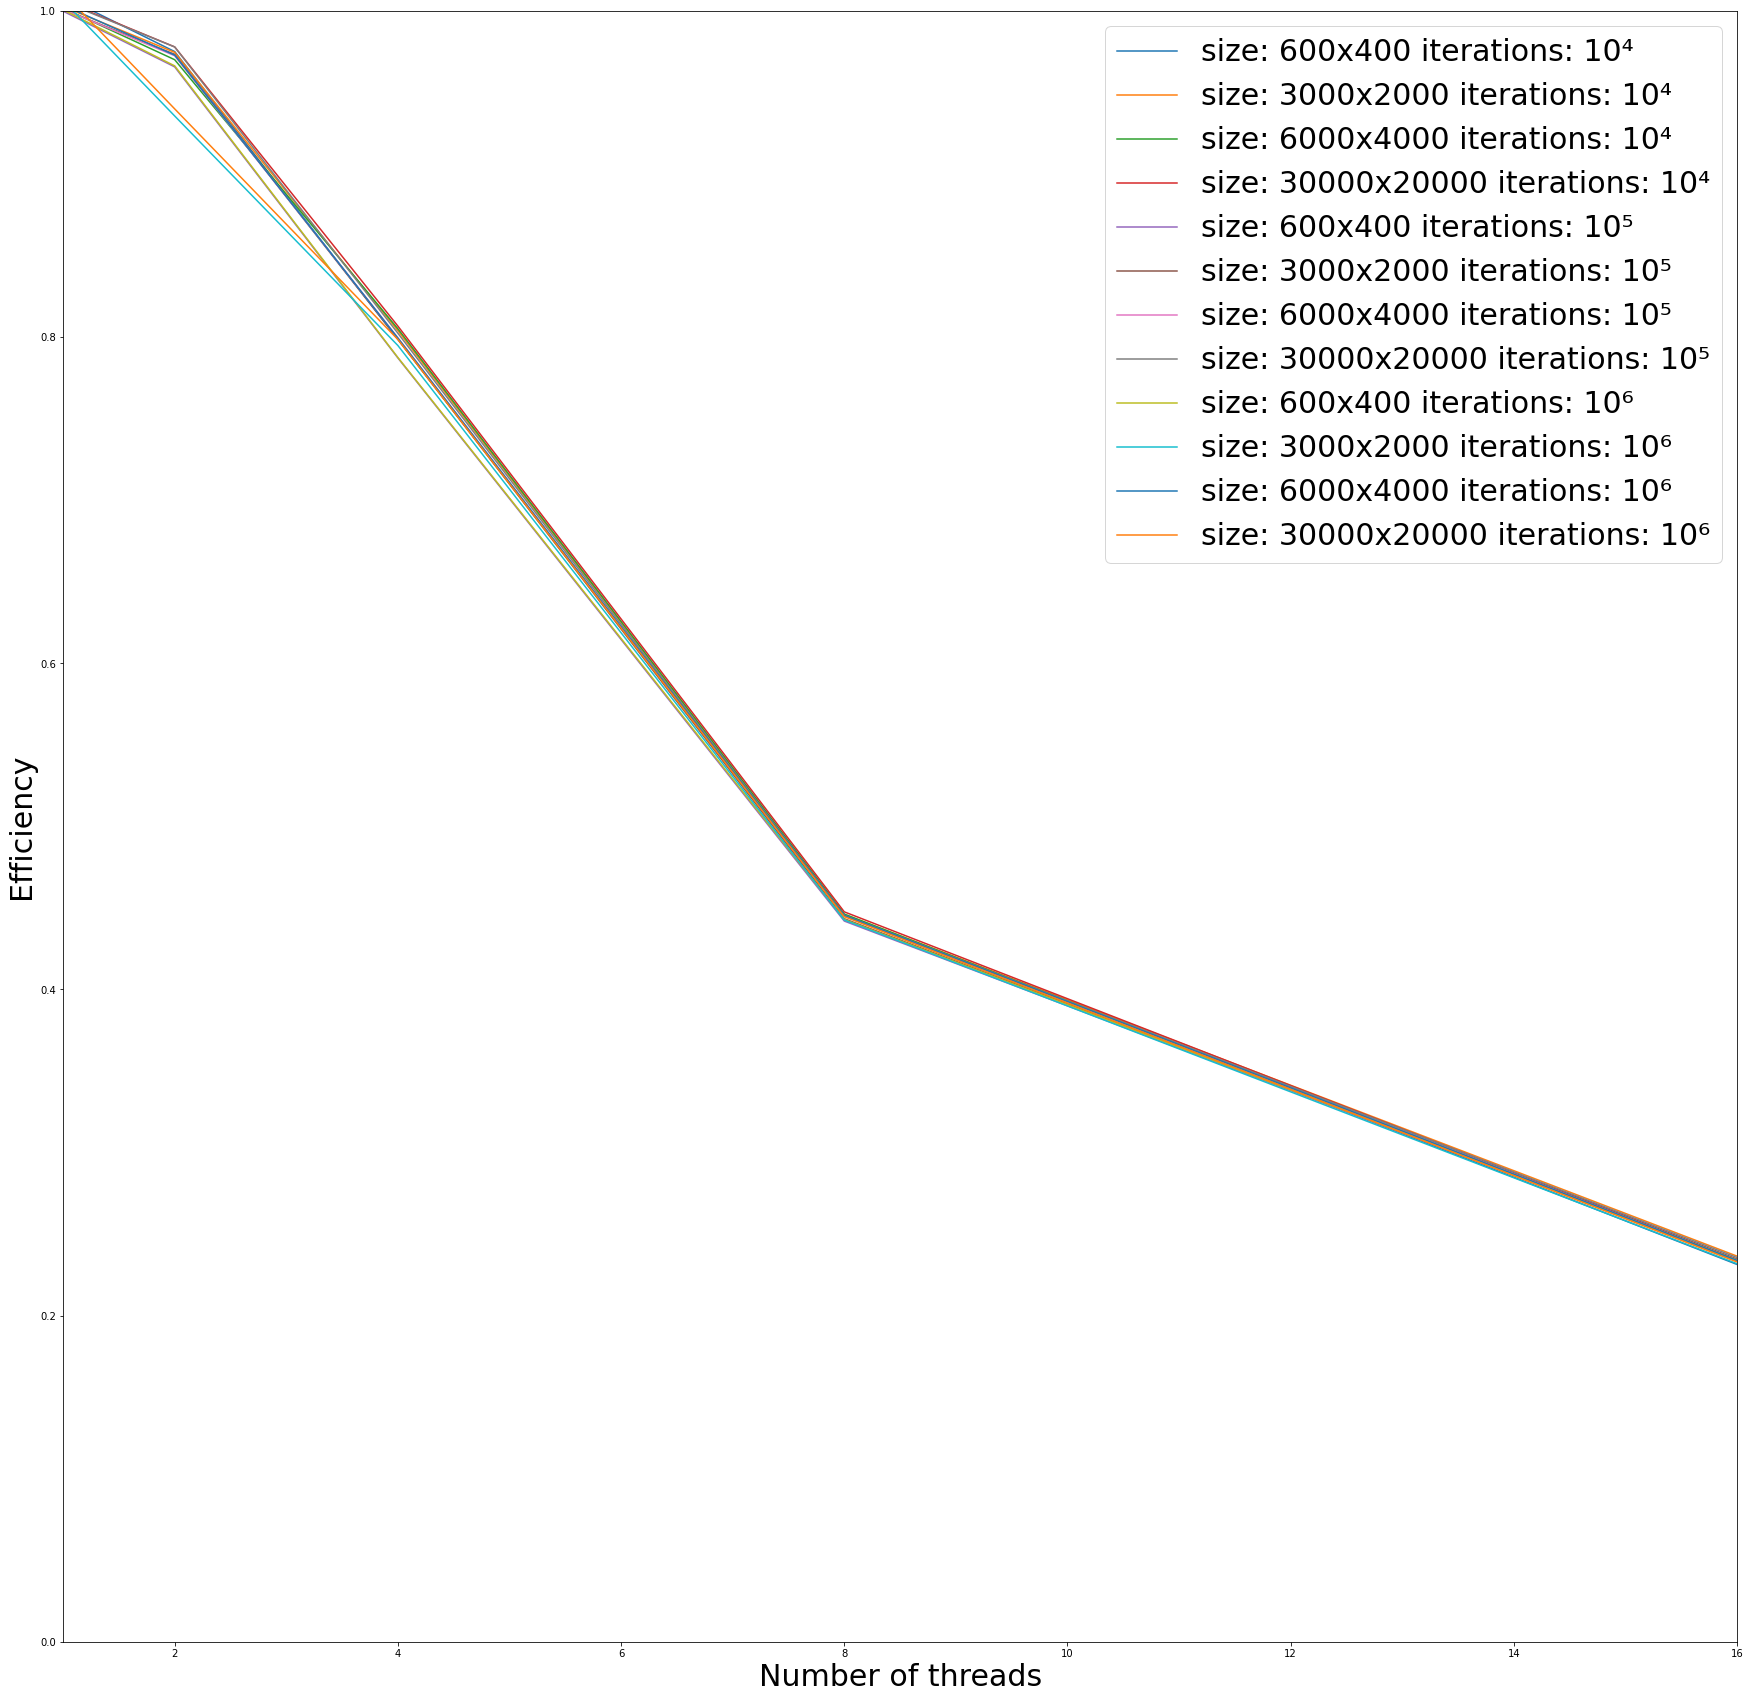 1.0
size: 600x400 iterations: 10⁴
size: 3000x2000 iterations: 10⁴
size: 6000x4000 iterations: 10⁴
size: 30000x20000 iterations: 10⁴
size: 600x400 iterations: 10⁵
size: 3000x2000 iterations: 10⁵
size: 6000x4000 iterations: 10⁵
size: 30000x20000 iterations: 10⁵
size: 600x400 iterations: 10⁶
size: 3000x2000 iterations: 10⁶
size: 6000x4000 iterations: 10⁶
size: 30000x20000 iterations: 10⁶
0.8
0.6
Efficiency
0.4
0.2
0.0
2 4 6 8 10 12 14 16
Number of threads